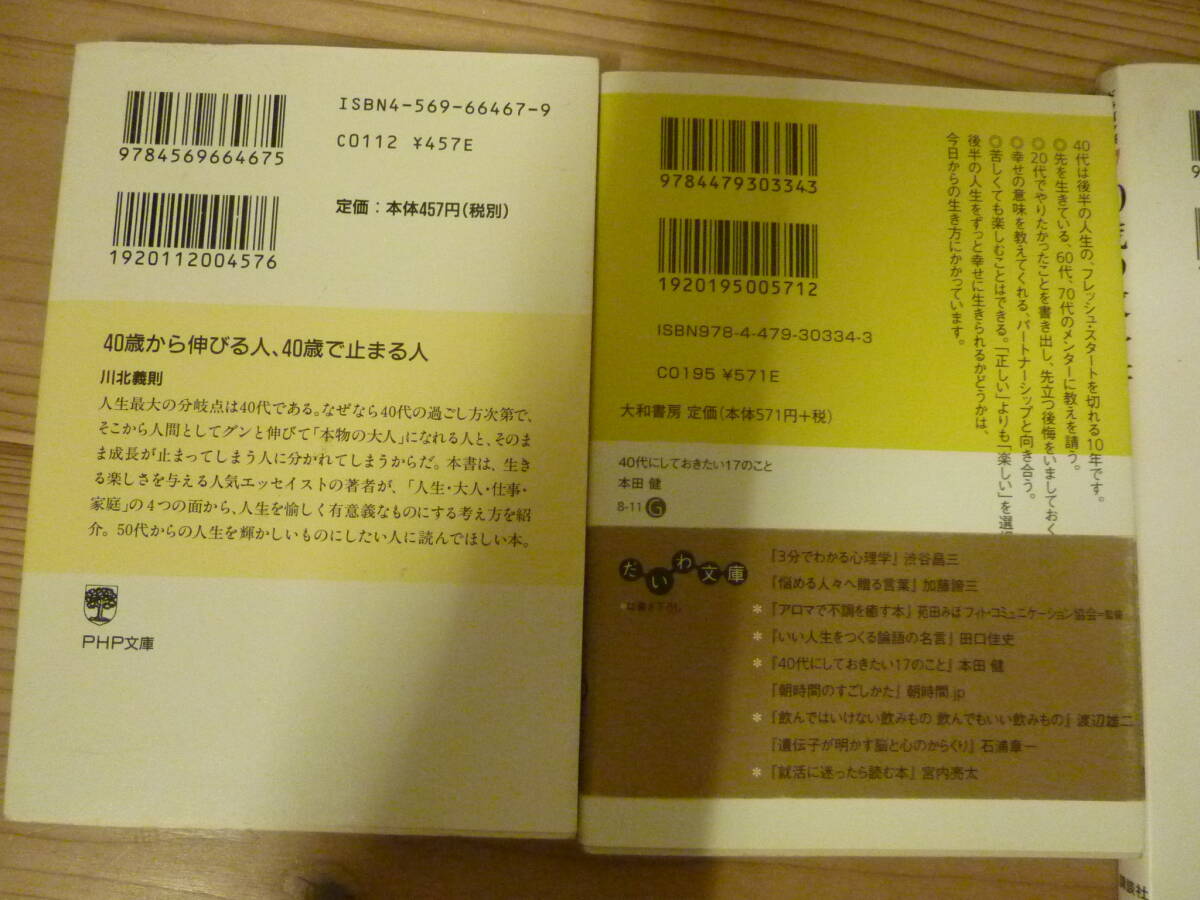 ISBN4-569-66467-9
C0112 ¥457E
9784569664675
定価：本体457円（税別）
1920112004576
40歳から伸びる人、40歳で止まる人
川北義則
人生最大の分岐点は40代である。なぜなら40代の過ごし方次第で、
そこから人間としてグンと伸びて「本物の大人」になれる人と、そのま
ま成長が止まってしまう人に分かれてしまうからだ。本書は、生き
る楽しさを与える人気エッセイストの著者が、「人生・大人・仕事・
家庭」の4つの面から、人生を愉しく有意義なものにする考え方を紹
介。50代からの人生を輝かしいものにしたい人に読んでほしい本。
PHP文庫
40代は後半の人生の、フレッシュ・スタートを切れる10年です。
◎先を生きている、60代、70代のメンターに教えを請う。
◎20代でやりたかったことを書き出し、先立つ後悔をいましておく
◎幸せの意味を教えてくれる、パートナーシップと向き合う。
◎苦しくても楽しむことはできる。「正しい」よりも「楽しい」を選
後半の人生をずっと幸せに生きられるかどうかは、
今日からの生き方にかかっています。
9784479303343
1920195005712
ISBN978-4-479-30334-3
C0195 ¥571E
大和書房 定価（本体571円+税）
40代にしておきたい17のこと
本田 健
8-11 G
だいわ文庫
*は書き下ろし
『3分でわかる心理学』渋谷昌三
『悩める人々へ贈る言葉』加藤諦三
*『アロマで不調を癒す本』苑田みほ フィト・コミュニケーション協会=監修
*『いい人生をつくる論語の名言』田口佳史
*『40代にしておきたい17のこと』本田 健
『朝時間のすごしかた』朝時間.jp
*『飲んではいけない飲みもの 飲んでもいい飲みもの』渡辺雄二
『遺伝子が明かす脳と心のからくり』石浦章一
*『就活に迷ったら読む本』宮内亮太
講談社